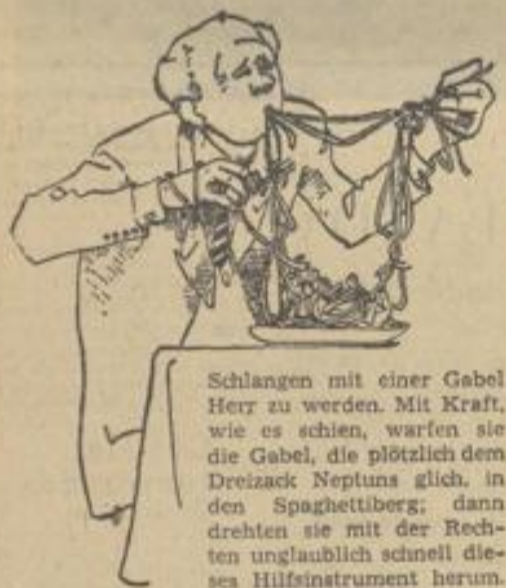 Schlangen mit einer Gabel
Herr zu werden. Mit Kraft,
wie es schien, warfen sie
die Gabel, die plötzlich dem
Dreizack Neptuns glich, in
den Spaghettiberg; dann
drehten sie mit der Rech-
ten unglaublich schnell die-
ses Hilfsinstrument herum.